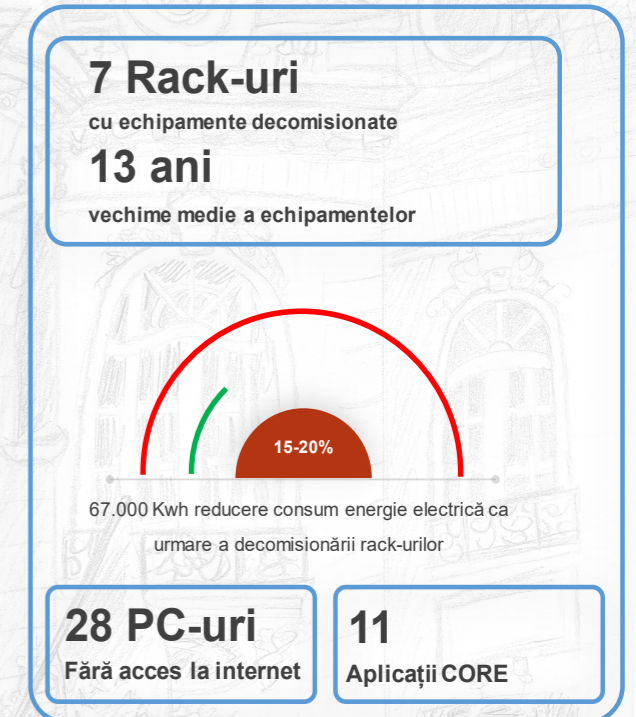 7 Rack-uri
cu echipamente decomisionate
13 ani
vechime medie a echipamentelor
15-20%
67.000 Kwh reducere consum energie electrică ca
urmare a decomisionării rack-urilor
28 PC-uri
Fără acces la internet
11
Aplicații CORE